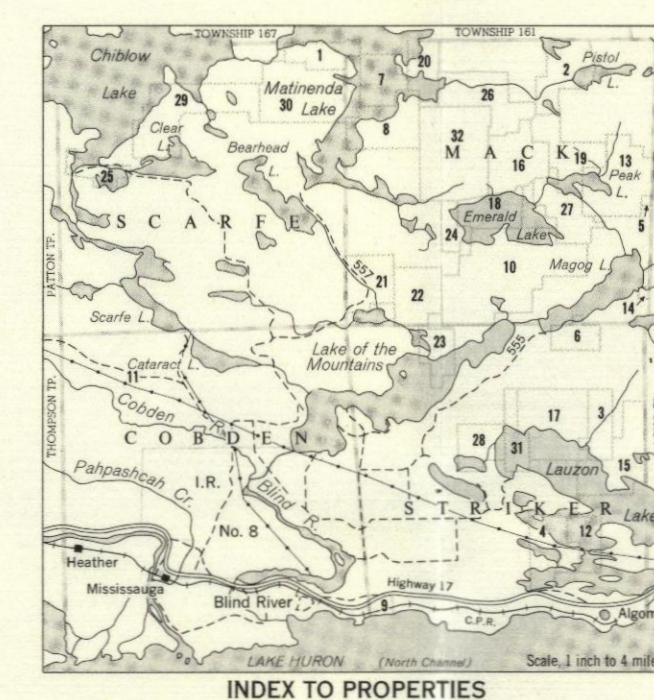 TOWNSHIP 167
TOWNSHIP 161
Chiblow
Lake
1
7
20
2
Pistol
L.
29
Matinenda
30
Lake
26
8
32
Clear
L.
Bearhead
L.
M A C K
16
19
13
Peak
L.
25
S C A R F E
18
Emerald
Lake
27
24
5
PATTON TP.
557
21
22
10
Magog L.
14
Scarfe L.
Lake of the
Mountains
23
555
6
Cataract L.
11
THOMPSON TP.
Cobden
R.
C O B D E N
17
3
28
31
Lauzon
15
Pahpashcah Cr.
I.R.
Blind R.
S T R I K E R
Lake
No. 8
4
12
Heather
Mississauga
Blind River
Highway 17
9
C.P.R.
Algom
LAKE HURON
(North Channel)
Scale, 1 inch to 4 mile
INDEX TO PROPERTIES